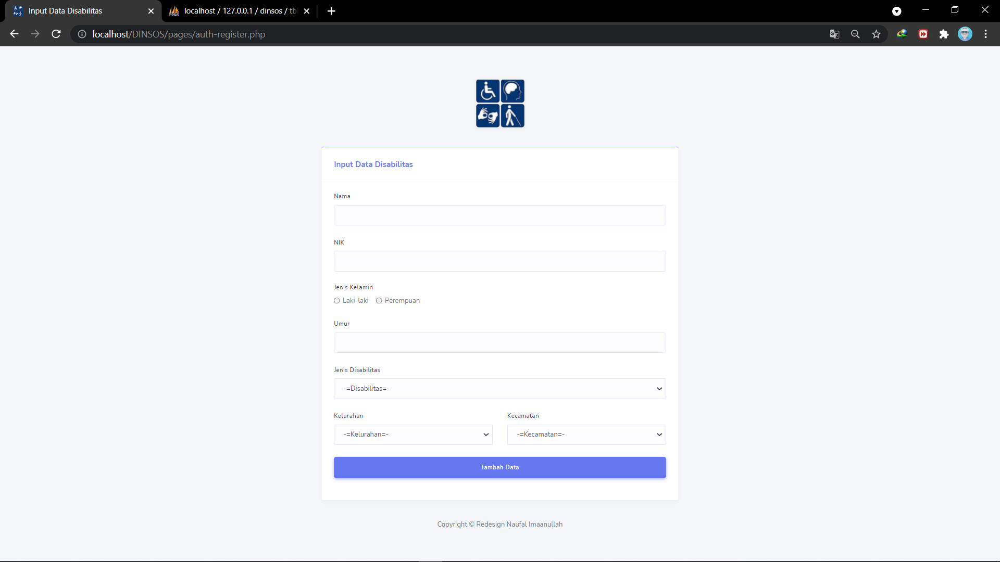 Input Data Disabilitas
localhost / 127.0.0.1 / dinsos / tbl
localhost/DINSOS/pages/auth-register.php
Input Data Disabilitas
Nama
NIK
Jenis Kelamin
Laki-laki Perempuan
Umur
Jenis Disabilitas
-=Disabilitas=-
Kelurahan Kecamatan
-=Kelurahan=- -=Kecamatan=-
Tambah Data
Copyright © Redesign Naufal Imaanullah